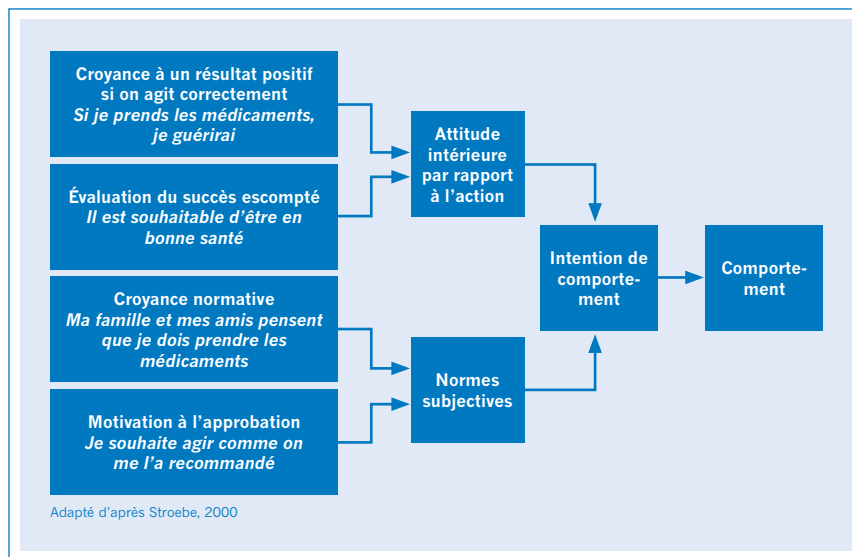 Croyance à un résultat positif
si on agit correctement
Si je prends les médicaments,
je guérirai
Évaluation du succès escompté
Il est souhaitable d'être en
bonne santé
Croyance normative
Ma famille et mes amis pensent
que je dois prendre les
médicaments
Motivation à l'approbation
Je souhaite agir comme on
me l'a recommandé
Attitude
intérieure
par rapport
à l'action
Normes
subjectives
Intention de
comporte-
ment
Comporte-
ment
Adapté d'après Stroebe, 2000